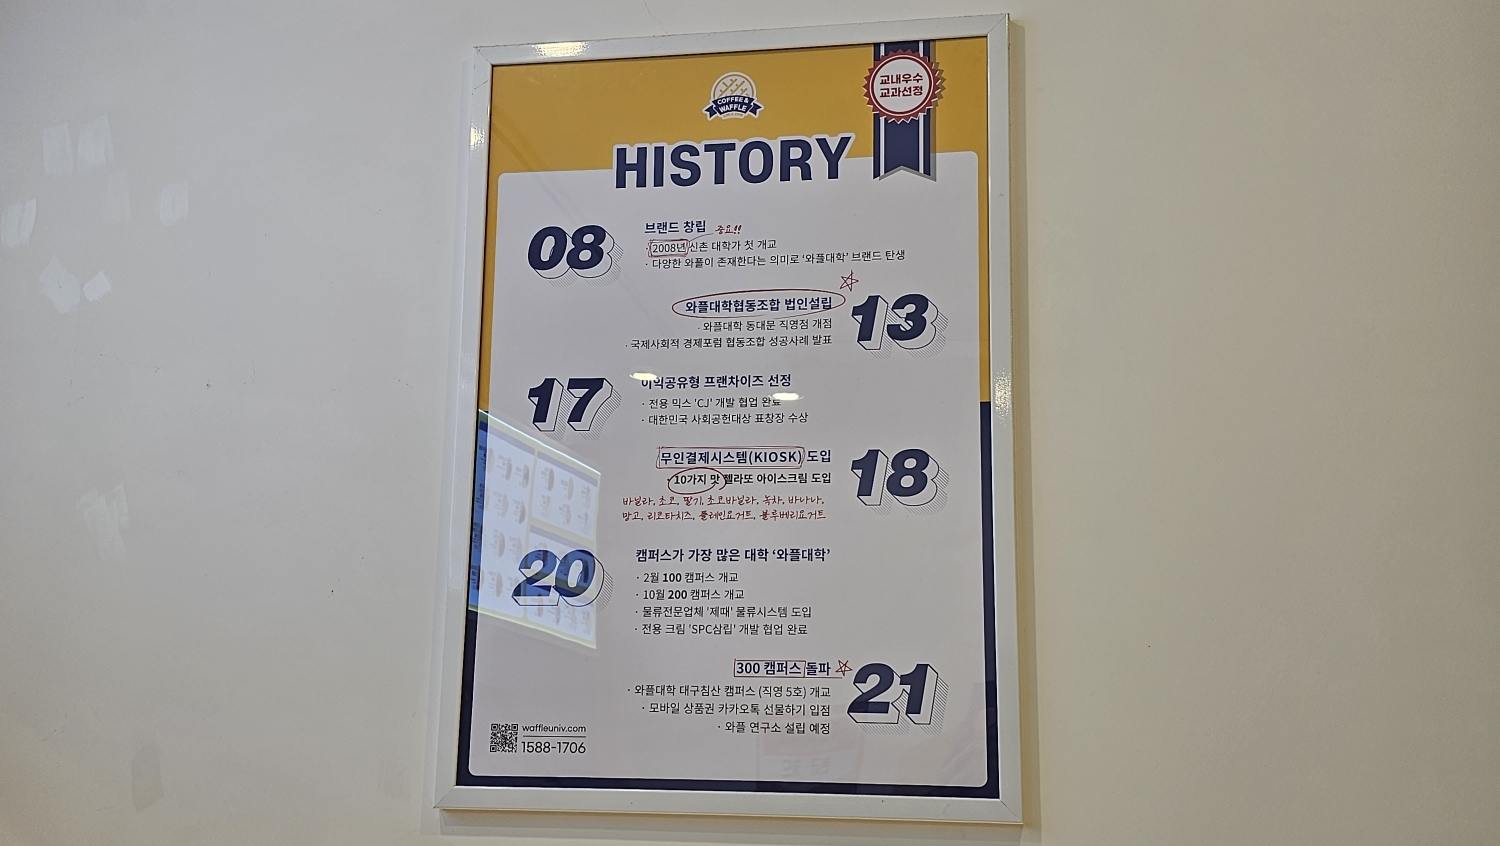 COFFEE &
WAFFLE
교내우수
교과선정
HISTORY
08
브랜드 창립 중요!!
· 2008년 신촌 대학가 첫 개교
· 다양한 와플이 존재한다는 의미로 '와플대학' 브랜드 탄생
와플대학협동조합 법인설립
· 와플대학 동대문 직영점 개점
· 국제사회적 경제포럼 협동조합 성공사례 발표
13
17
이익공유형 프랜차이즈 선정
· 전용 믹스 'CJ' 개발 협업 완료
· 대한민국 사회공헌대상 표창장 수상
무인결제시스템(KIOSK) 도입
· 10가지 맛 젤라또 아이스크림 도입
바닐라, 초코, 딸기, 초코바닐라, 녹차, 바나나,
망고, 리코타치즈, 플레인요거트, 블루베리요거트
18
20
캠퍼스가 가장 많은 대학 '와플대학'
· 2월 100 캠퍼스 개교
· 10월 200 캠퍼스 개교
· 물류전문업체 '제때' 물류시스템 도입
· 전용 크림 'SPC삼립' 개발 협업 완료
300 캠퍼스 돌파
· 와플대학 대구침산 캠퍼스 (직영 5호) 개교
· 모바일 상품권 카카오톡 선물하기 입점
· 와플 연구소 설립 예정
21
waffleuniv.com
1588-1706